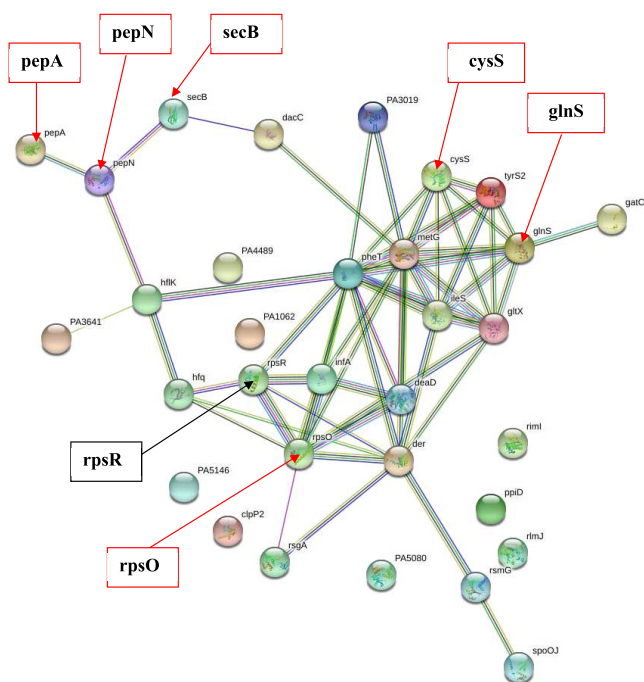 pepN
secB
pepA
cysS
glnS
secB
dacC
PA3019
pepA
pepN
cysS
tyrS2
gatC
glnS
metG
PA4489
pheT
hflK
ileS
gltX
PA3641
PA1062
rpsR
infA
hfq
deaD
rpsR
rpsO
der
rimI
PA5146
ppiD
clpP2
rpsO
rsgA
rlmJ
PA5080
rsmG
spoOJ